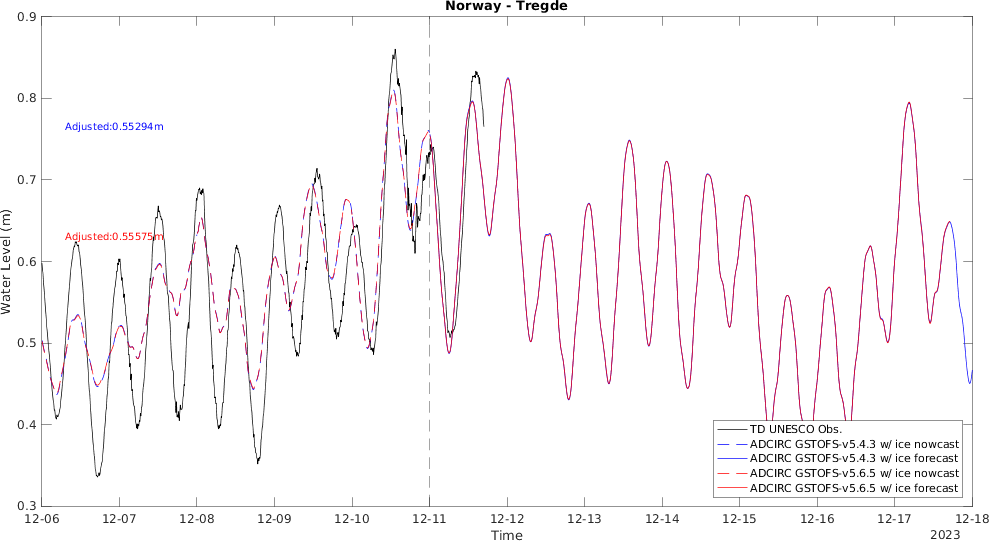 Norway - Tregde
Water Level (m)
0.9
0.8
0.7
0.6
0.5
0.4
0.3
Adjusted:0.55294m
Adjusted:0.55575m
TD UNESCO Obs.
ADCIRC GSTOFS-v5.4.3 w/ ice nowcast
ADCIRC GSTOFS-v5.4.3 w/ ice forecast
ADCIRC GSTOFS-v5.6.5 w/ ice nowcast
ADCIRC GSTOFS-v5.6.5 w/ ice forecast
12-06 12-07 12-08 12-09 12-10 12-11 12-12 12-13 12-14 12-15 12-16 12-17 12-18
Time
2023